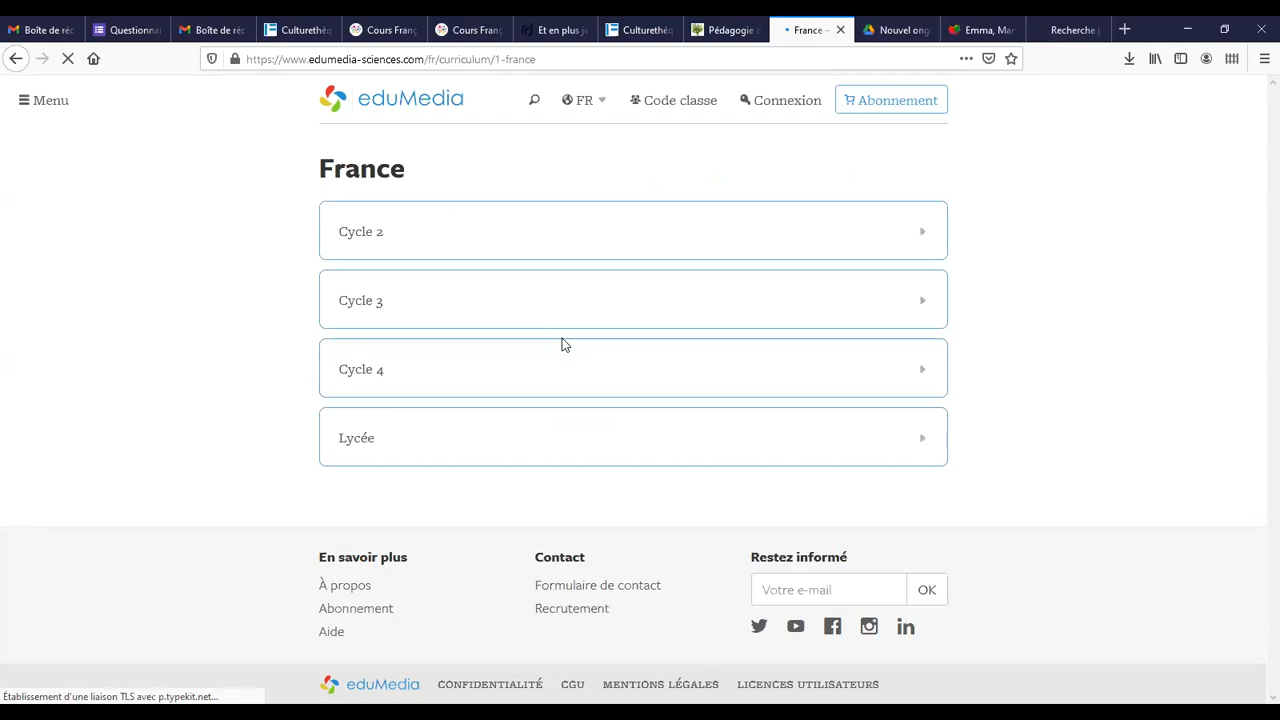 Boîte de réc
Questionnai
Boîte de réc
Culturethèq
Cours Franç
Cours Franç
Et en plus je
Culturethèq
Pédagogie d
France –
Nouvel ongl
Emma, Mar
Recherche |
https://www.edumedia-sciences.com/fr/curriculum/1-france
Menu
eduMedia
FR
Code classe
Connexion
Abonnement
France
Cycle 2
Cycle 3
Cycle 4
Lycée
En savoir plus
À propos
Abonnement
Aide
Contact
Formulaire de contact
Recrutement
Restez informé
Votre e-mail
OK
Établissement d'une liaison TLS avec p.typekit.net...
eduMedia
CONFIDENTIALITÉ
CGU
MENTIONS LÉGALES
LICENCES UTILISATEURS